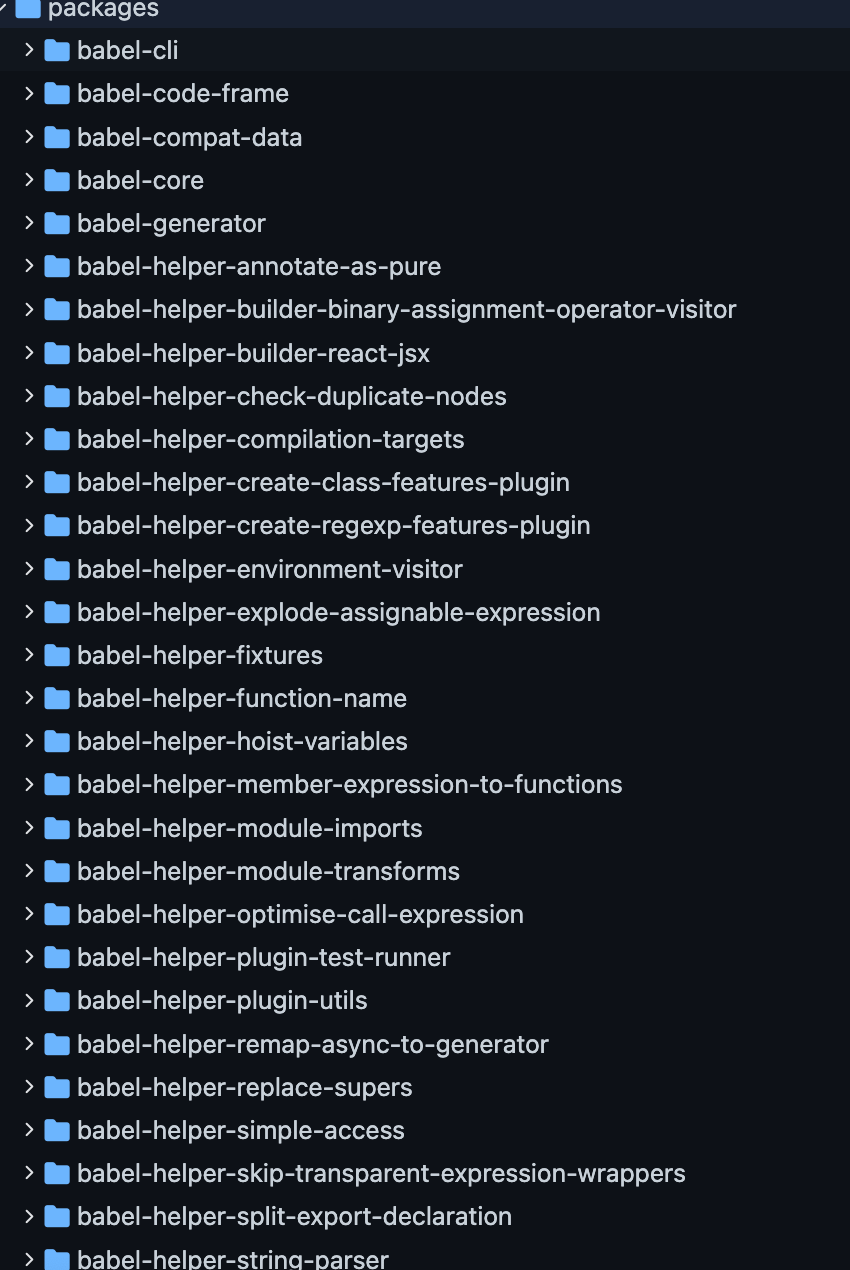 packages
babel-cli
babel-code-frame
babel-compat-data
babel-core
babel-generator
babel-helper-annotate-as-pure
babel-helper-builder-binary-assignment-operator-visitor
babel-helper-builder-react-jsx
babel-helper-check-duplicate-nodes
babel-helper-compilation-targets
babel-helper-create-class-features-plugin
babel-helper-create-regexp-features-plugin
babel-helper-environment-visitor
babel-helper-explode-assignable-expression
babel-helper-fixtures
babel-helper-function-name
babel-helper-hoist-variables
babel-helper-member-expression-to-functions
babel-helper-module-imports
babel-helper-module-transforms
babel-helper-optimise-call-expression
babel-helper-plugin-test-runner
babel-helper-plugin-utils
babel-helper-remap-async-to-generator
babel-helper-replace-supers
babel-helper-simple-access
babel-helper-skip-transparent-expression-wrappers
babel-helper-split-export-declaration
babel-helper-string-parser